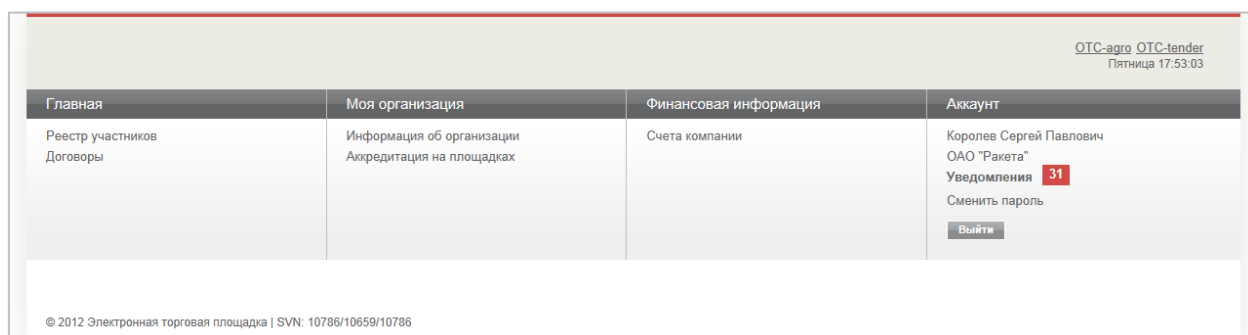 OTC-agro OTC-tender
Пятница 17:53:03
Главная
Реестр участников
Договоры
Моя организация
Информация об организации
Аккредитация на площадках
Финансовая информация
Счета компании
Аккаунт
Королев Сергей Павлович
ОАО "Ракета"
Уведомления 31
Сменить пароль
Выйти
© 2012 Электронная торговая площадка | SVN: 10786/10659/10786